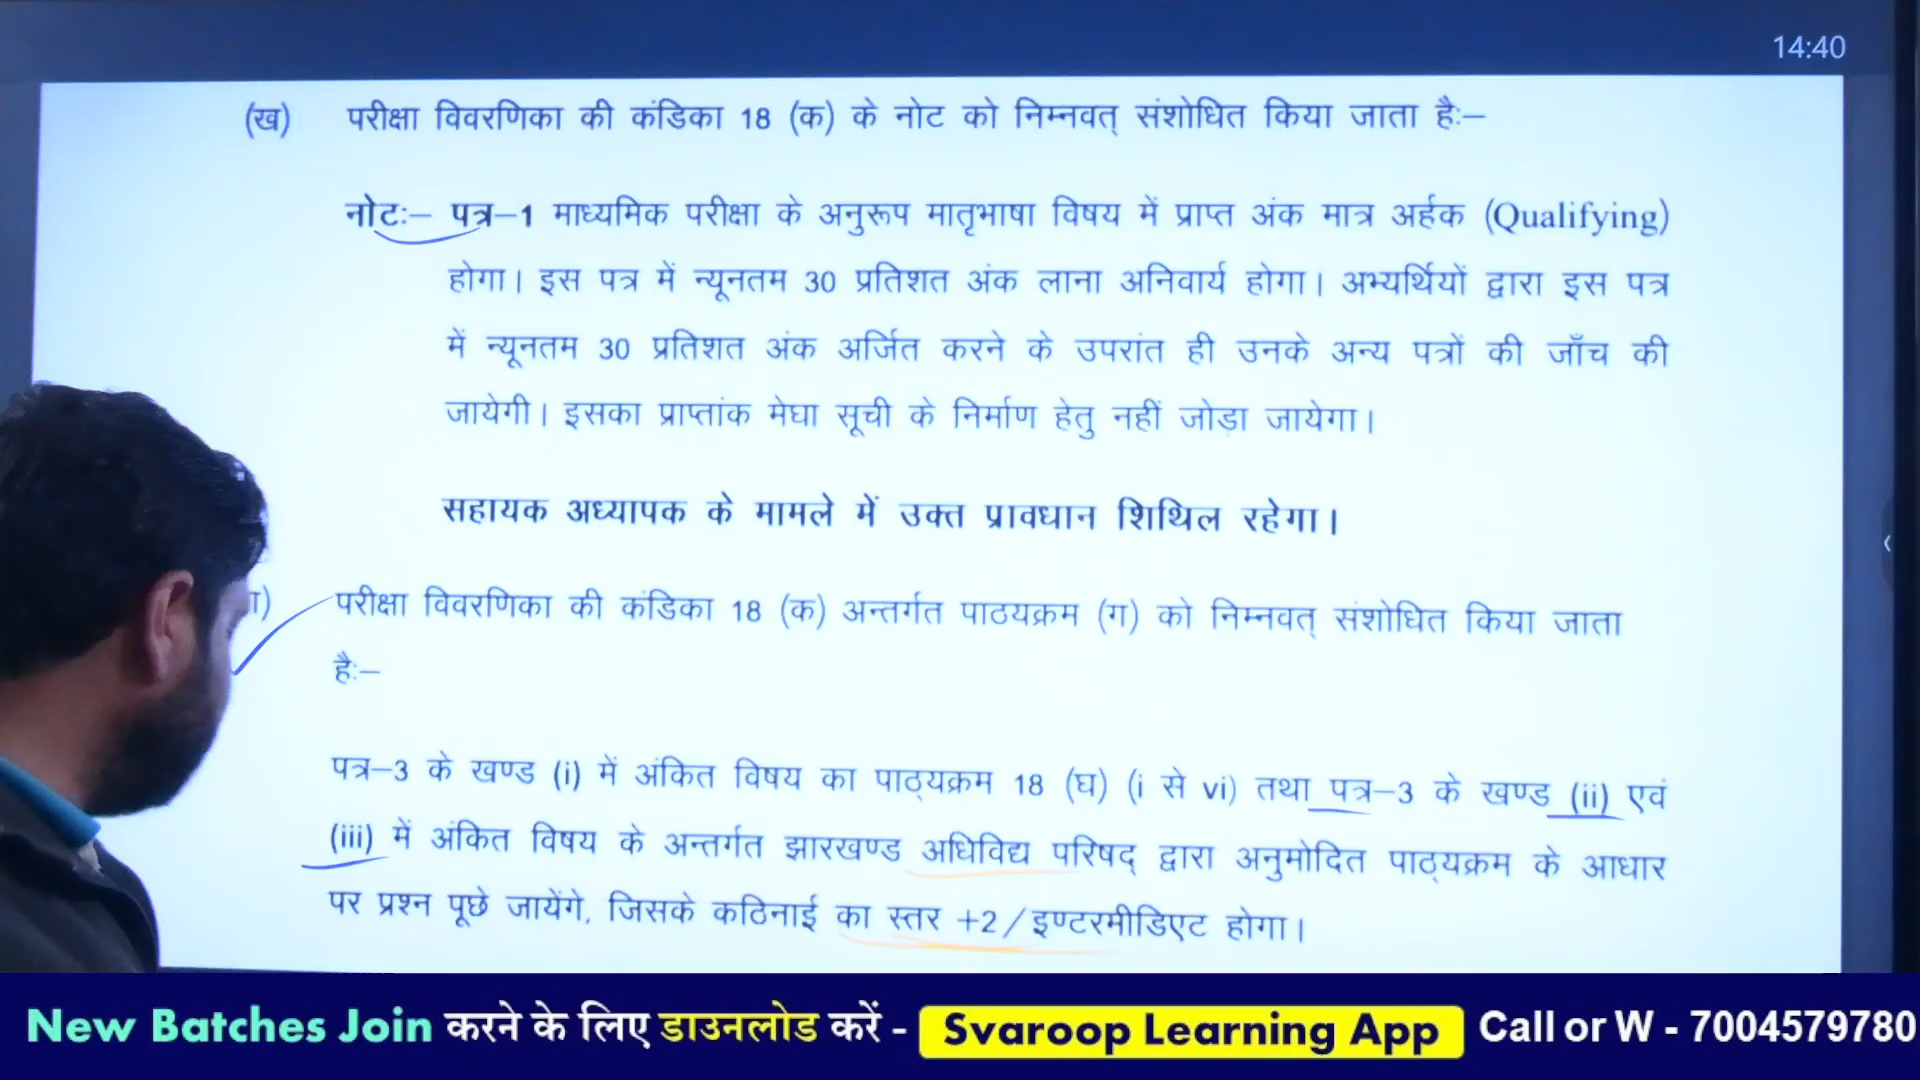 14:40
(ख) परीक्षा विवरणिका की कंडिका 18 (क) के नोट को निम्नवत् संशोधित किया जाता है:–
नोटः– पत्र–1 माध्यमिक परीक्षा के अनुरूप मातृभाषा विषय में प्राप्त अंक मात्र अर्हक (Qualifying)
होगा। इस पत्र में न्यूनतम 30 प्रतिशत अंक लाना अनिवार्य होगा। अभ्यर्थियों द्वारा इस पत्र
में न्यूनतम 30 प्रतिशत अंक अर्जित करने के उपरांत ही उनके अन्य पत्रों की जाँच की
जायेगी। इसका प्राप्तांक मेघा सूची के निर्माण हेतु नहीं जोड़ा जायेगा।
सहायक अध्यापक के मामले में उक्त प्रावधान शिथिल रहेगा।
परीक्षा विवरणिका की कंडिका 18 (क) अन्तर्गत पाठयक्रम (ग) को निम्नवत् संशोधित किया जाता
है:–
पत्र–3 के खण्ड (i) में अंकित विषय का पाठ्यक्रम 18 (घ) (i से vi) तथा पत्र–3 के खण्ड (ii) एवं
(iii) में अंकित विषय के अन्तर्गत झारखण्ड अधिविद्य परिषद् द्वारा अनुमोदित पाठ्यक्रम के आधार
पर प्रश्न पूछे जायेंगे, जिसके कठिनाई का स्तर +2/इण्टरमीडिएट होगा।
New Batches Join करने के लिए डाउनलोड करें - Svaroop Learning App Call or W - 7004579780